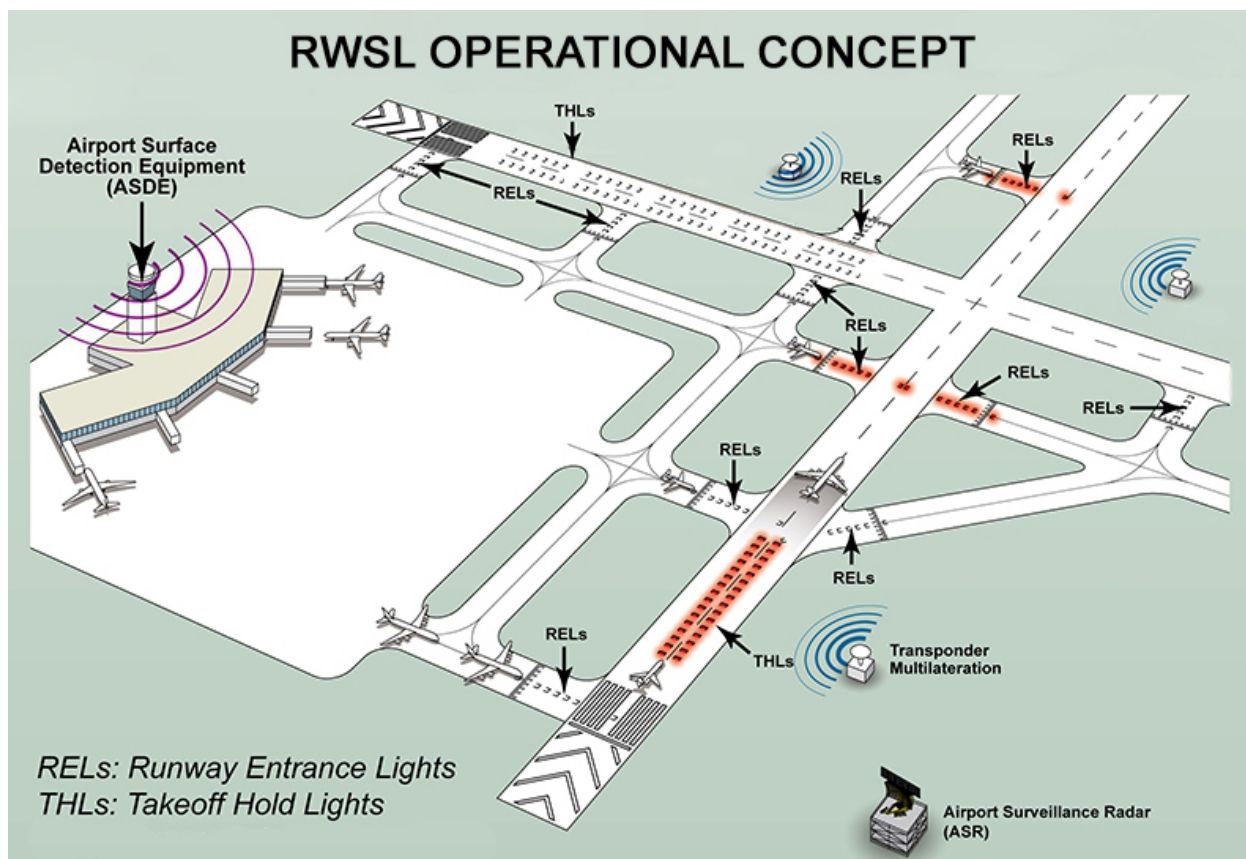 RWSL OPERATIONAL CONCEPT
THLs
Airport Surface
Detection Equipment
(ASDE)
RELs
RELs
RELs
RELs
RELs
RELs
RELs
RELs
RELs
THLs
RELs
Transponder
Multilateration
RELs: Runway Entrance Lights
THLs: Takeoff Hold Lights
Airport Surveillance Radar
(ASR)